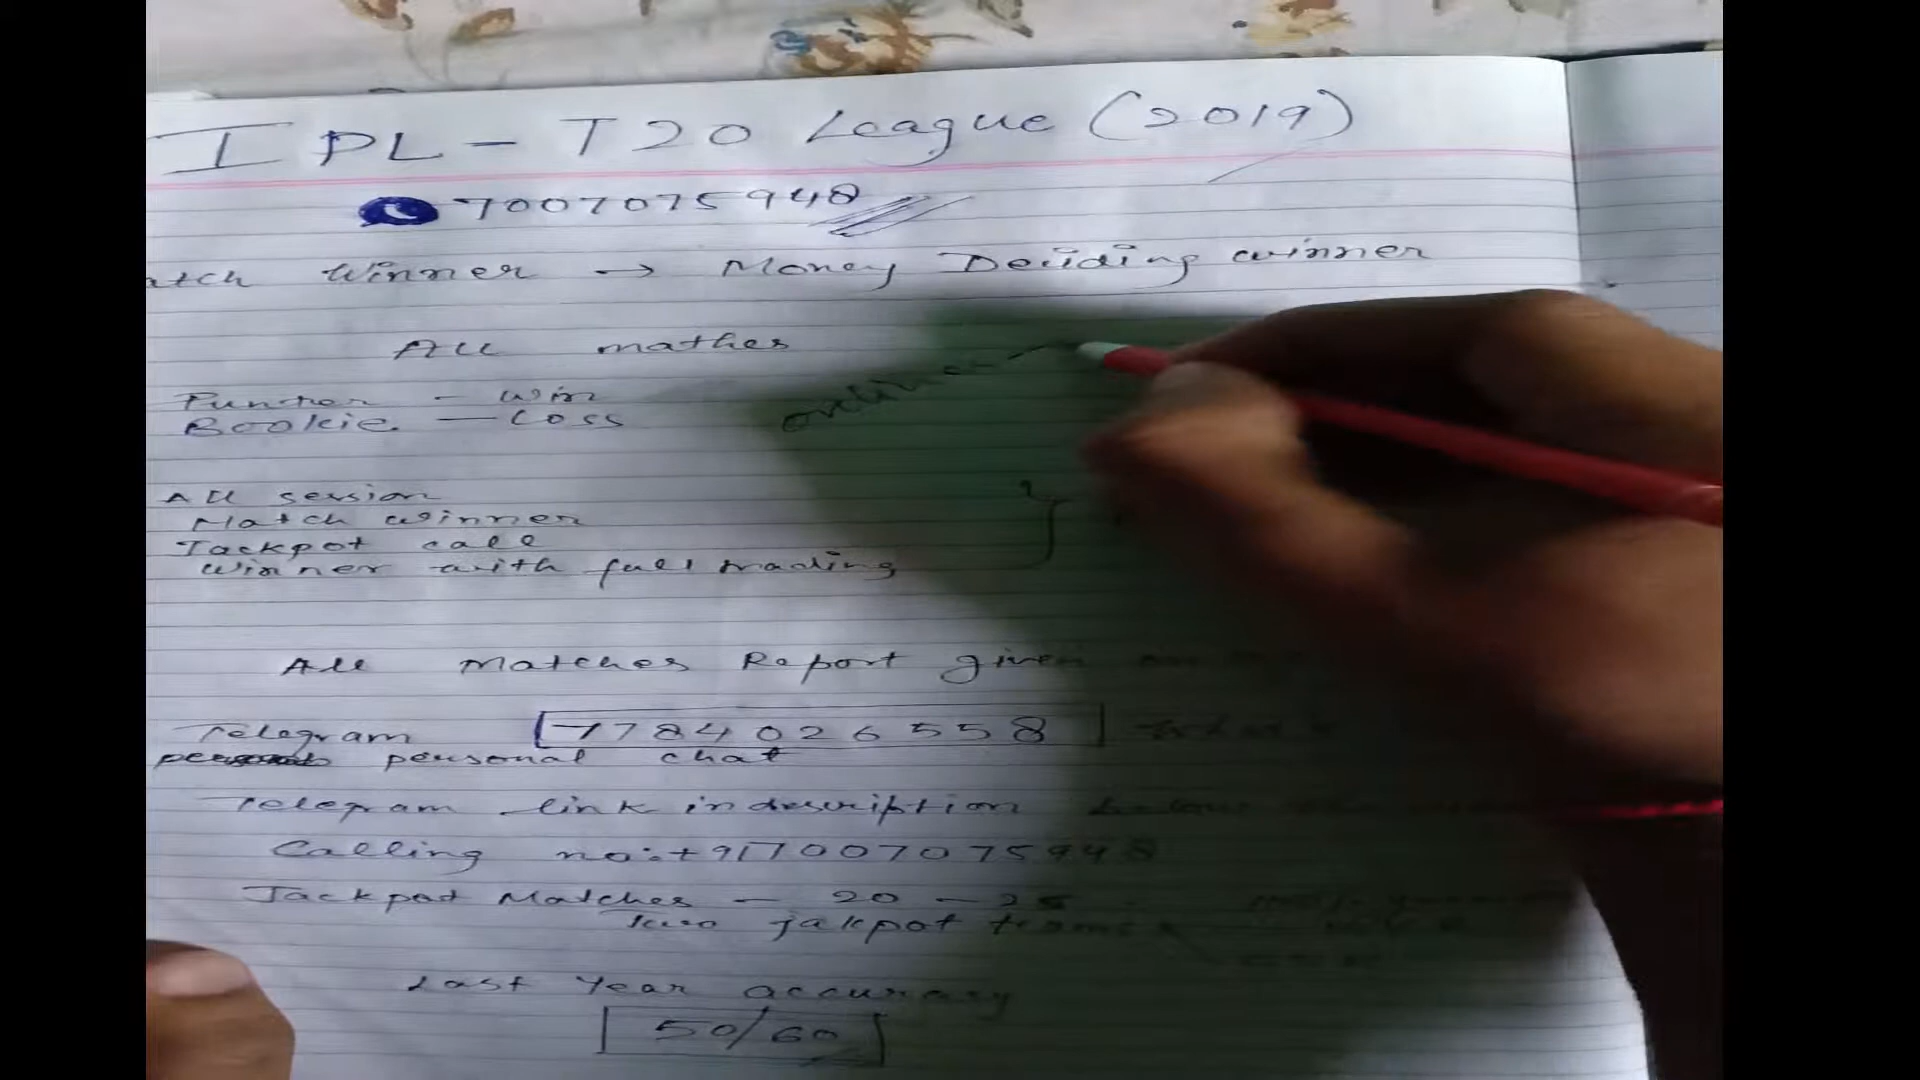 IPL - T20 League (2019)
7007075948
atch winner → Money Deciding winner
All mathes
Punter - win
Bookie - Loss
All session
Match winner
Jackpot call
winner with full trading
All Matches Report given
Telegram 7784026558
personal chat
Telegram link in description
Calling no:+917007075948
Jackpot Matches - 20 - 25
jakpot teams
Last Year accuracy
50/60